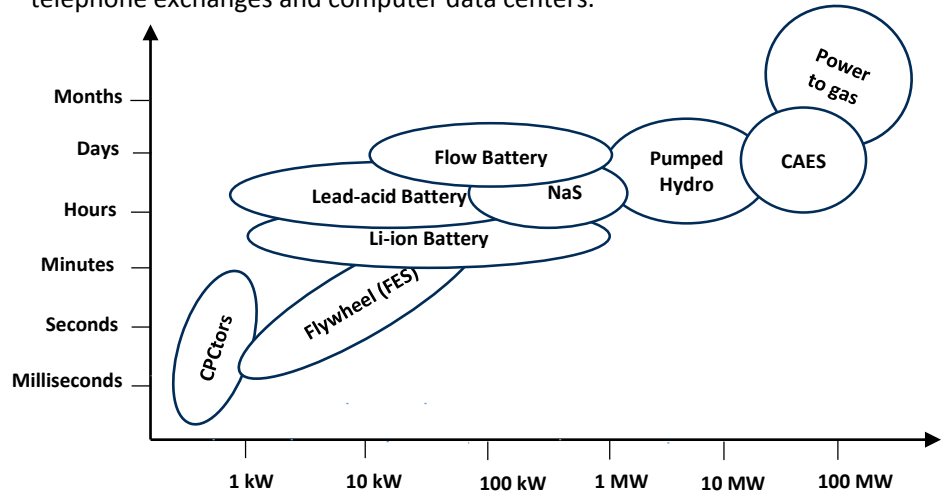 telephone exchanges and computer data centers.
Power
to gas
Months
Days
Flow Battery
Pumped
Hydro
CAES
Lead-acid Battery
NaS
Hours
Li-ion Battery
Minutes
Flywheel (FES)
Seconds
CPCtors
Milliseconds
1 kW
10 kW
100 kW
1 MW
10 MW
100 MW